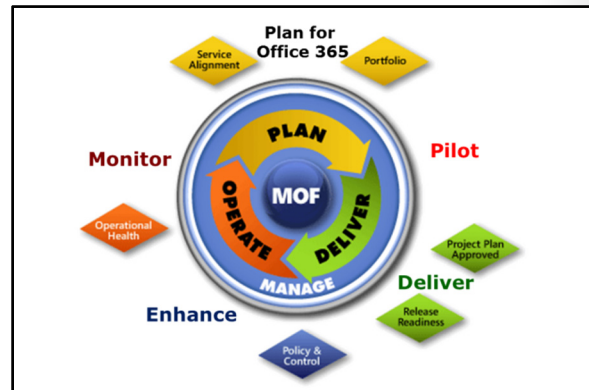 Plan for
Office 365
Service
Alignment
Portfolio
PLAN
Monitor
Pilot
MOF
OPERATE
DELIVER
Operational
Health
Project Plan
Approved
MANAGE
Deliver
Enhance
Release
Readiness
Policy &
Control